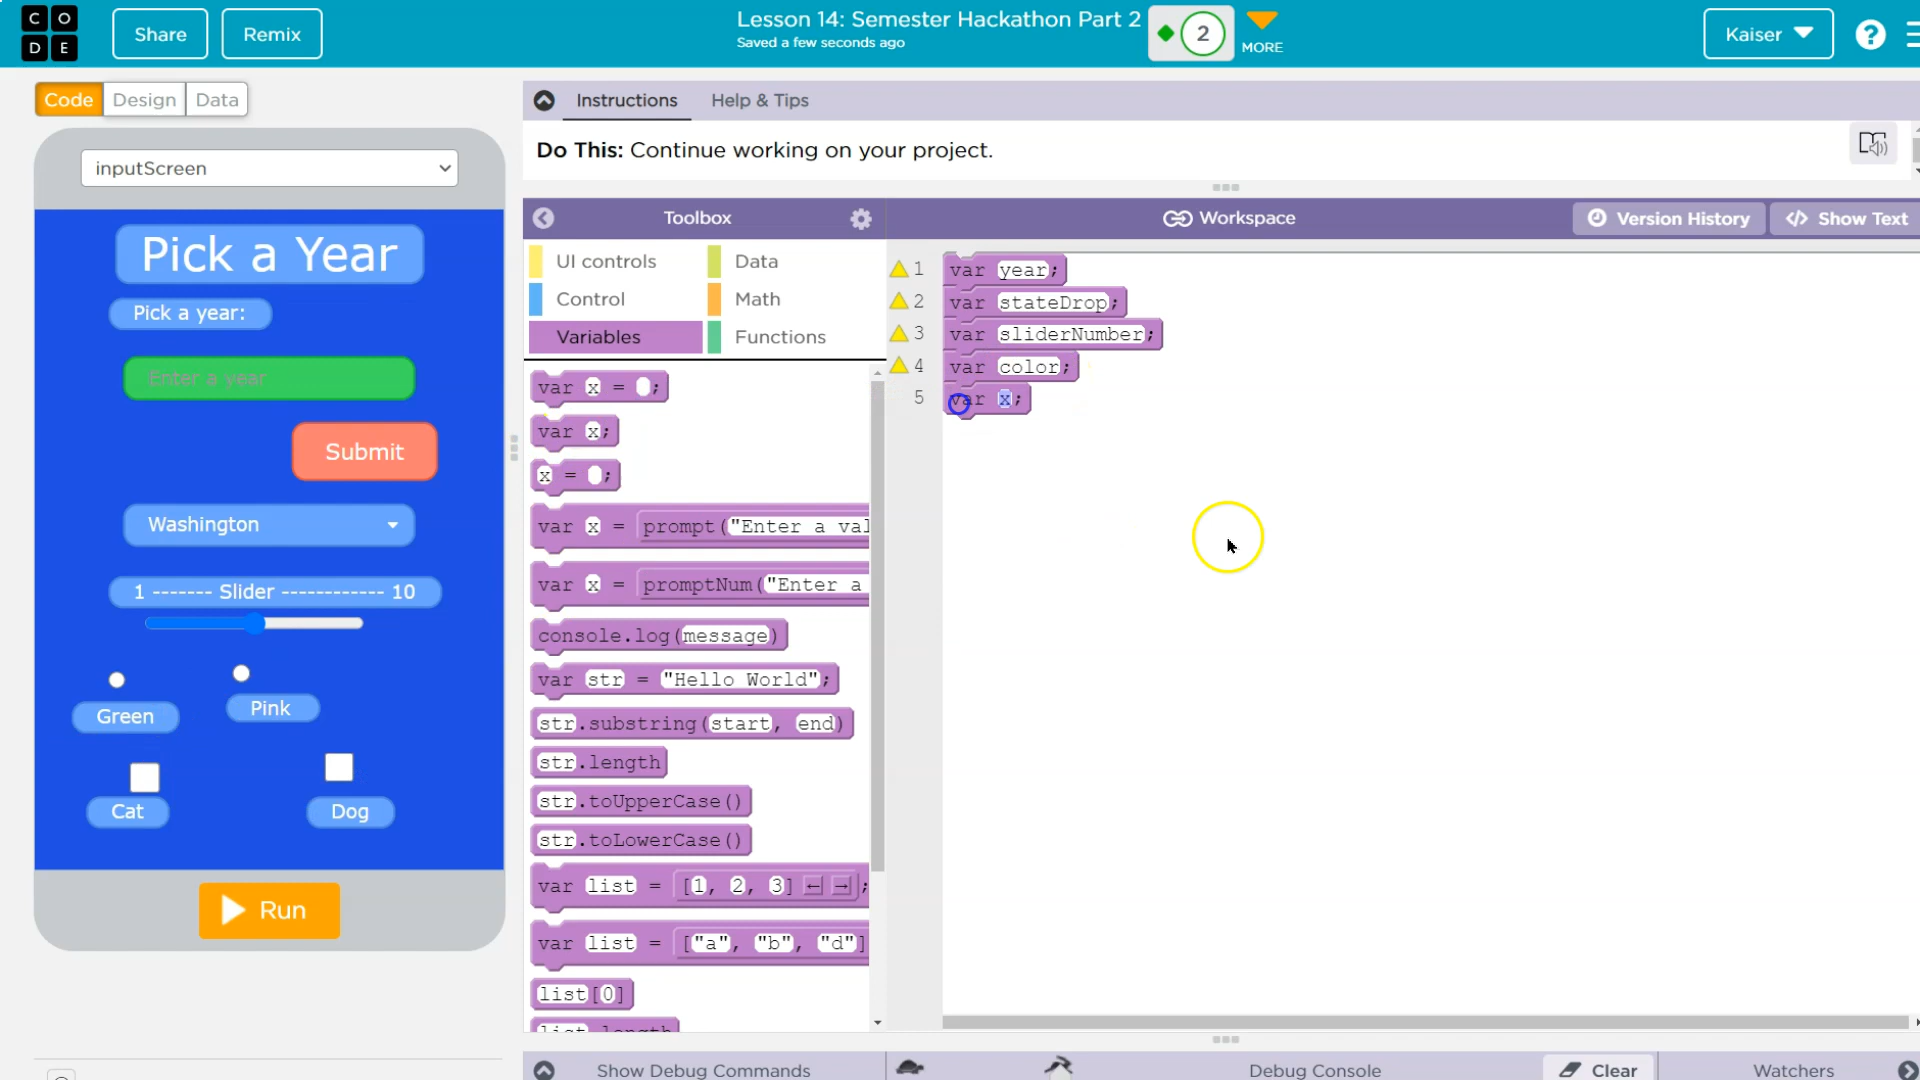 CODE
Share
Remix
Lesson 14: Semester Hackathon Part 2
Saved a few seconds ago
2
MORE
Kaiser
?
Code
Design
Data
inputScreen
Pick a Year
Pick a year:
Enter a year
Submit
Washington
1 ------- Slider ------------ 10
Green
Pink
Cat
Dog
Run
Instructions
Help & Tips
Do This: Continue working on your project.
Toolbox
Workspace
Version History
Show Text
UI controls
Data
Control
Math
Variables
Functions
var x = ;
var x;
x = ;
var x = prompt("Enter a val
var x = promptNum("Enter a
console.log(message)
var str = "Hello World";
str.substring(start, end)
str.length
str.toUpperCase()
str.toLowerCase()
var list = [1, 2, 3] ← → ;
var list = ["a", "b", "d"]
list[0]
list.length
1 var year;
2 var stateDrop;
3 var sliderNumber;
4 var color;
5 var x;
Show Debug Commands
Debug Console
Clear
Watchers